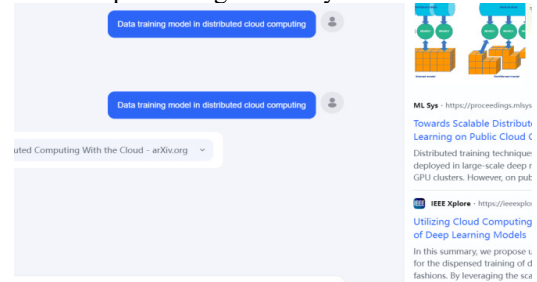 Data training model in distributed cloud computing
Data training model in distributed cloud computing
uted Computing With the Cloud - arXiv.org
ML Sys - https://proceedings.mlsys
Towards Scalable Distribut
Learning on Public Cloud C
Distributed training technique
deployed in large-scale deep
GPU clusters. However, on pub
IEEE Xplore - https://ieeexplo
Utilizing Cloud Computing
of Deep Learning Models
In this summary, we propose u
for the dispensed training of d
fashions. By leveraging the sca